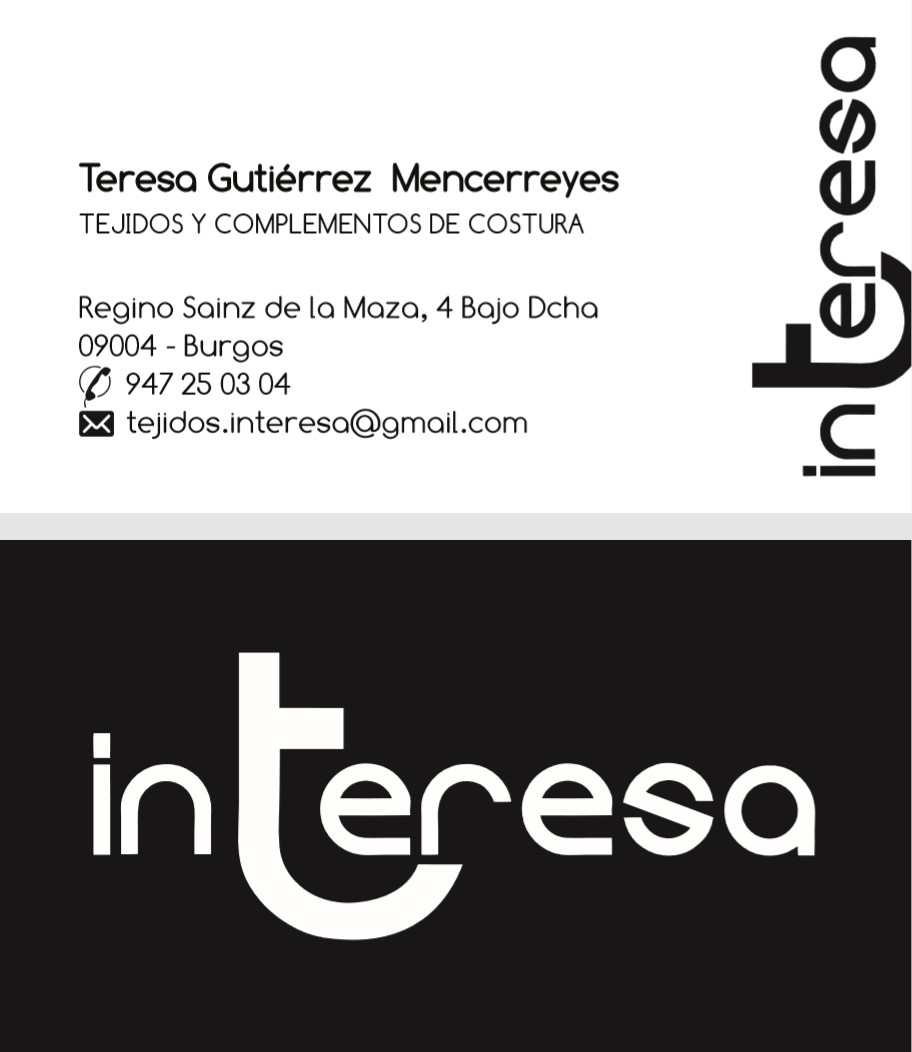 Teresa Gutiérrez Mencerreyes
TEJIDOS Y COMPLEMENTOS DE COSTURA
Regino Sainz de la Maza, 4 Bajo Dcha
09004 - Burgos
947 25 03 04
tejidos.interesa@gmail.com
interesa
interesa